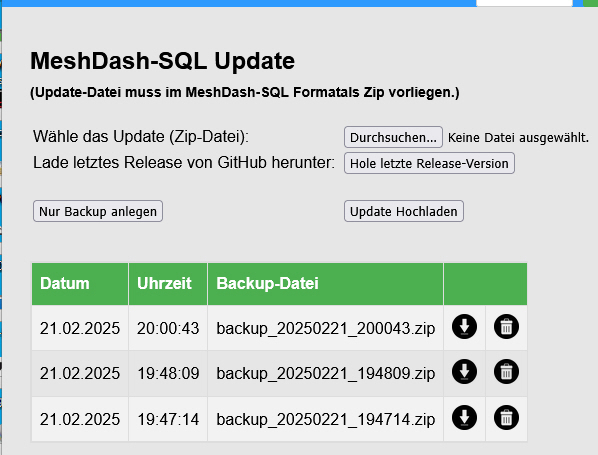 MeshDash-SQL Update
(Update-Datei muss im MeshDash-SQL Formatals Zip vorliegen.)
Wähle das Update (Zip-Datei): Durchsuchen... Keine Datei ausgewählt.
Lade letztes Release von GitHub herunter: Hole letzte Release-Version
Nur Backup anlegen Update Hochladen
Datum Uhrzeit Backup-Datei
21.02.2025 20:00:43 backup_20250221_200043.zip
21.02.2025 19:48:09 backup_20250221_194809.zip
21.02.2025 19:47:14 backup_20250221_194714.zip